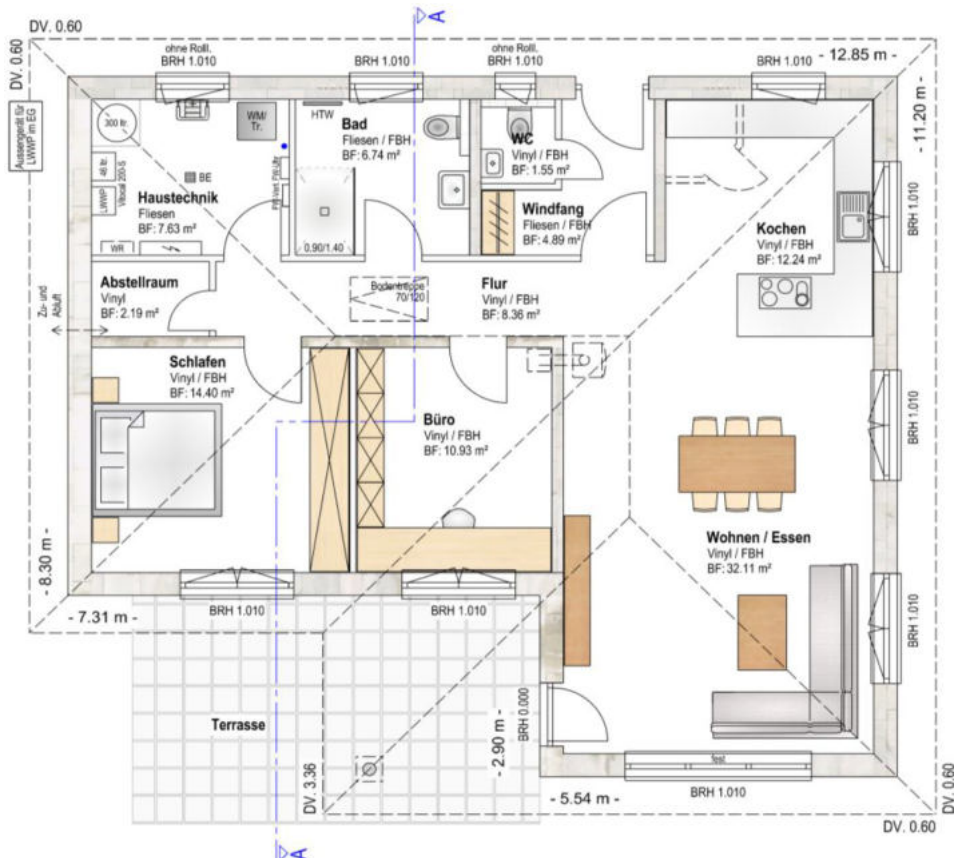 DV. 0.60
A
ohne Rolll.
BRH 1.010
BRH 1.010
ohne Roll.
BRH 1.010
BRH 1.010
- 12.85 m -
DV. 0.60
- 11.20 m -
Aussengerät für
LWWP im EG
300 ltr.
WM/
Tr.
HTW
Bad
Fliesen / FBH
BF: 6.74 m²
WC
Vinyl / FBH
BF: 1.55 m²
46 ltr.
LWWP
Vitocal 200-S
BE
Haustechnik
Fliesen
BF: 7.63 m²
WR
0.90/1.40
Windfang
Fliesen / FBH
BF: 4.89 m²
Kochen
Vinyl / FBH
BF: 12.24 m²
BRH 1.010
Zu- und
Abluft
Abstellraum
Vinyl
BF: 2.19 m²
Bodentreppe
70/120
Flur
Vinyl / FBH
BF: 8.36 m²
Schlafen
Vinyl / FBH
BF: 14.40 m²
Büro
Vinyl / FBH
BF: 10.93 m²
BRH 1.010
Wohnen / Essen
Vinyl / FBH
BF: 32.11 m²
- 8.30 m -
- 7.31 m -
BRH 1.010
BRH 1.010
BRH 1.010
Terrasse
BRH 0.000
- 2.90 m -
fest
DV. 3.36
- 5.54 m -
BRH 1.010
DV. 0.60
DV. 0.60
A